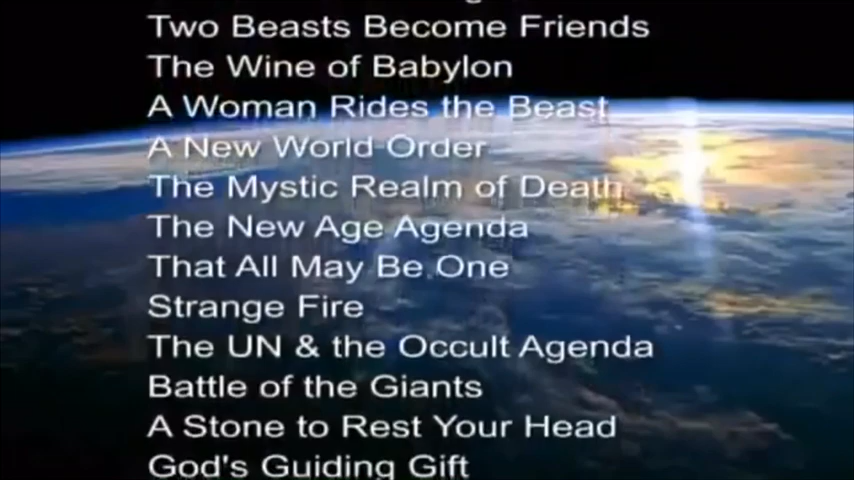 Two Beasts Become Friends
The Wine of Babylon
A Woman Rides the Beast
A New World Order
The Mystic Realm of Death
The New Age Agenda
That All May Be One
Strange Fire
The UN & the Occult Agenda
Battle of the Giants
A Stone to Rest Your Head
God's Guiding Gift